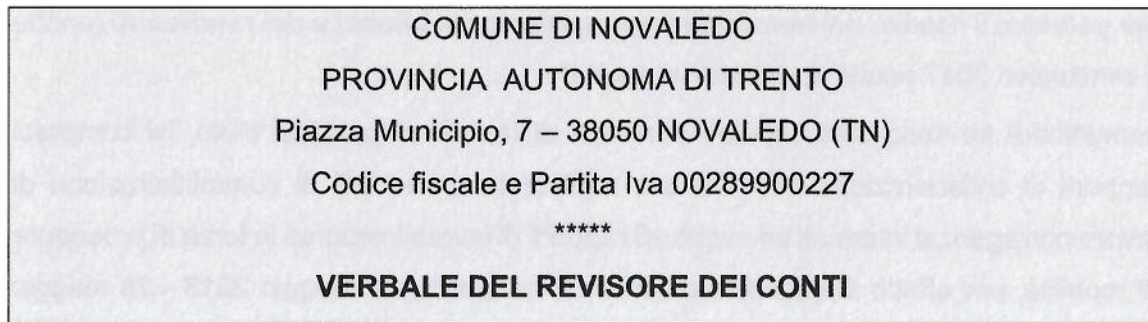 COMUNE DI NOVALEDO
PROVINCIA AUTONOMA DI TRENTO
Piazza Municipio, 7 – 38050 NOVALEDO (TN)
Codice fiscale e Partita Iva 00289900227
*****
VERBALE DEL REVISORE DEI CONTI